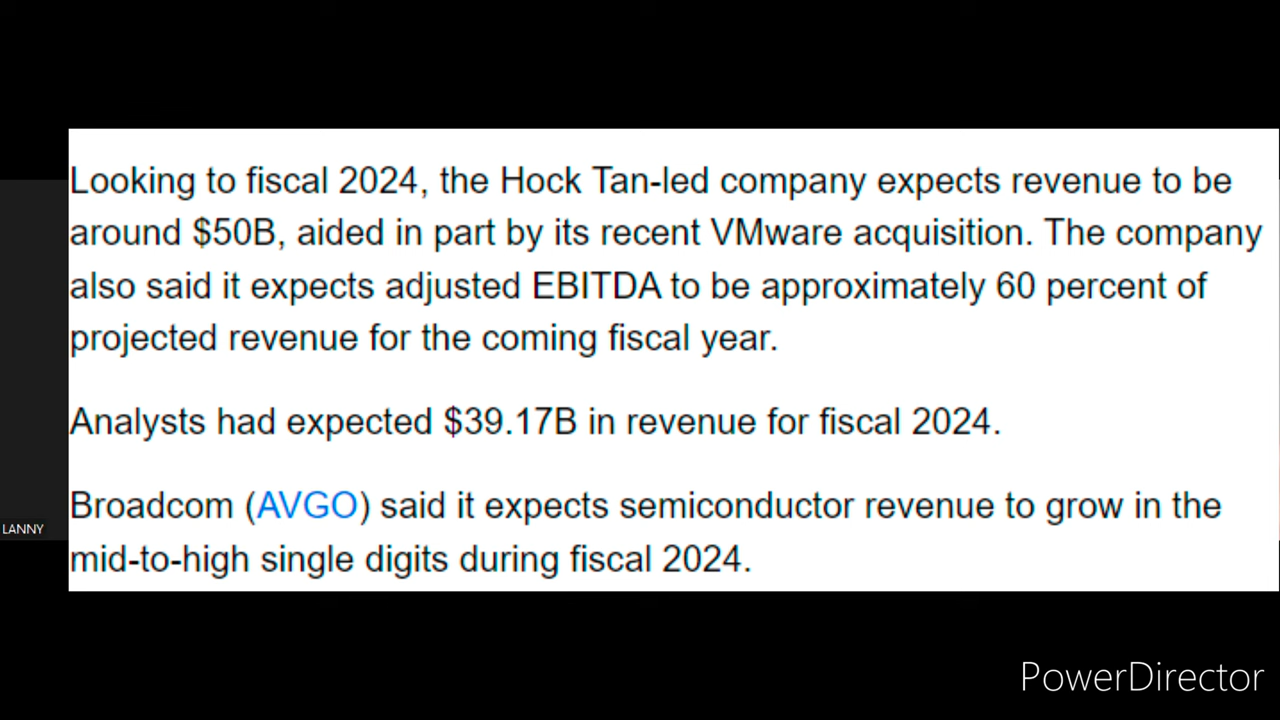 Looking to fiscal 2024, the Hock Tan-led company expects revenue to be
around $50B, aided in part by its recent VMware acquisition. The company
also said it expects adjusted EBITDA to be approximately 60 percent of
projected revenue for the coming fiscal year.
Analysts had expected $39.17B in revenue for fiscal 2024.
Broadcom (AVGO) said it expects semiconductor revenue to grow in the
LANNY
mid-to-high single digits during fiscal 2024.
PowerDirector